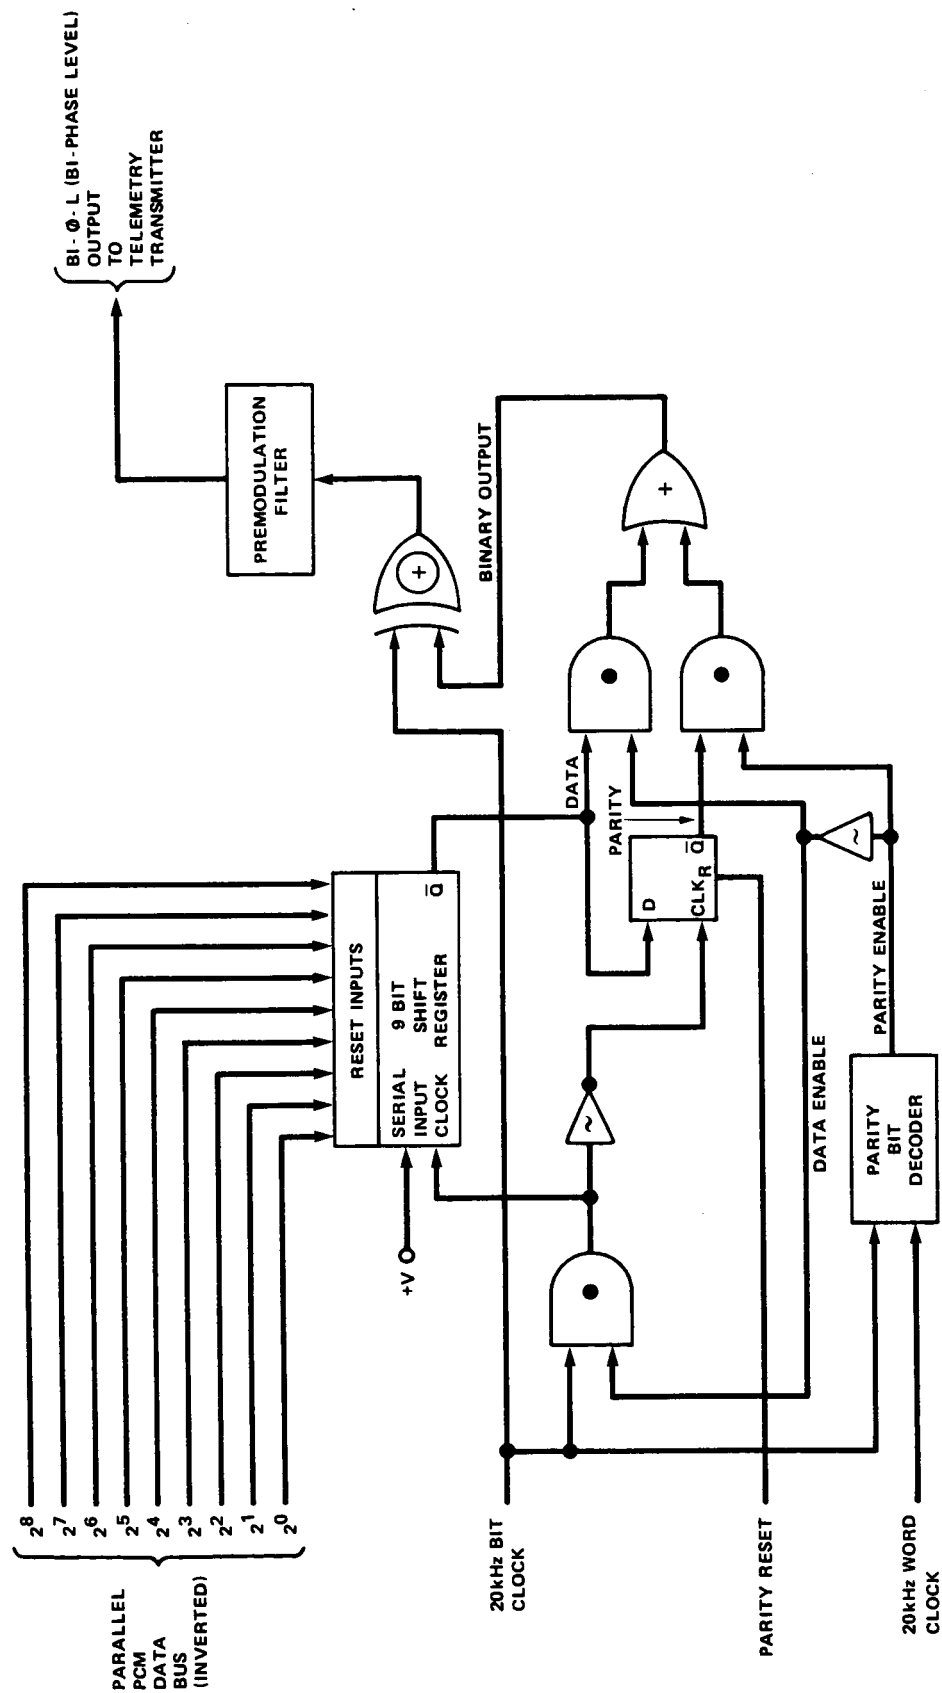 PARALLEL
PCM
DATA
BUS
(INVERTED)
2^8
2^7
2^6
2^5
2^4
2^3
2^2
2^1
2^0
RESET INPUTS
SERIAL
INPUT
CLOCK
9 BIT
SHIFT
REGISTER
Q̅
+V
20kHz BIT
CLOCK
PREMODULATION
FILTER
BI-Ø-L (BI-PHASE LEVEL)
OUTPUT
TO
TELEMETRY
TRANSMITTER
+
BINARY OUTPUT
+
DATA
PARITY
D
CLK
R
Q̅
~
~
PARITY RESET
DATA ENABLE
PARITY ENABLE
PARITY
BIT
DECODER
20kHz WORD
CLOCK